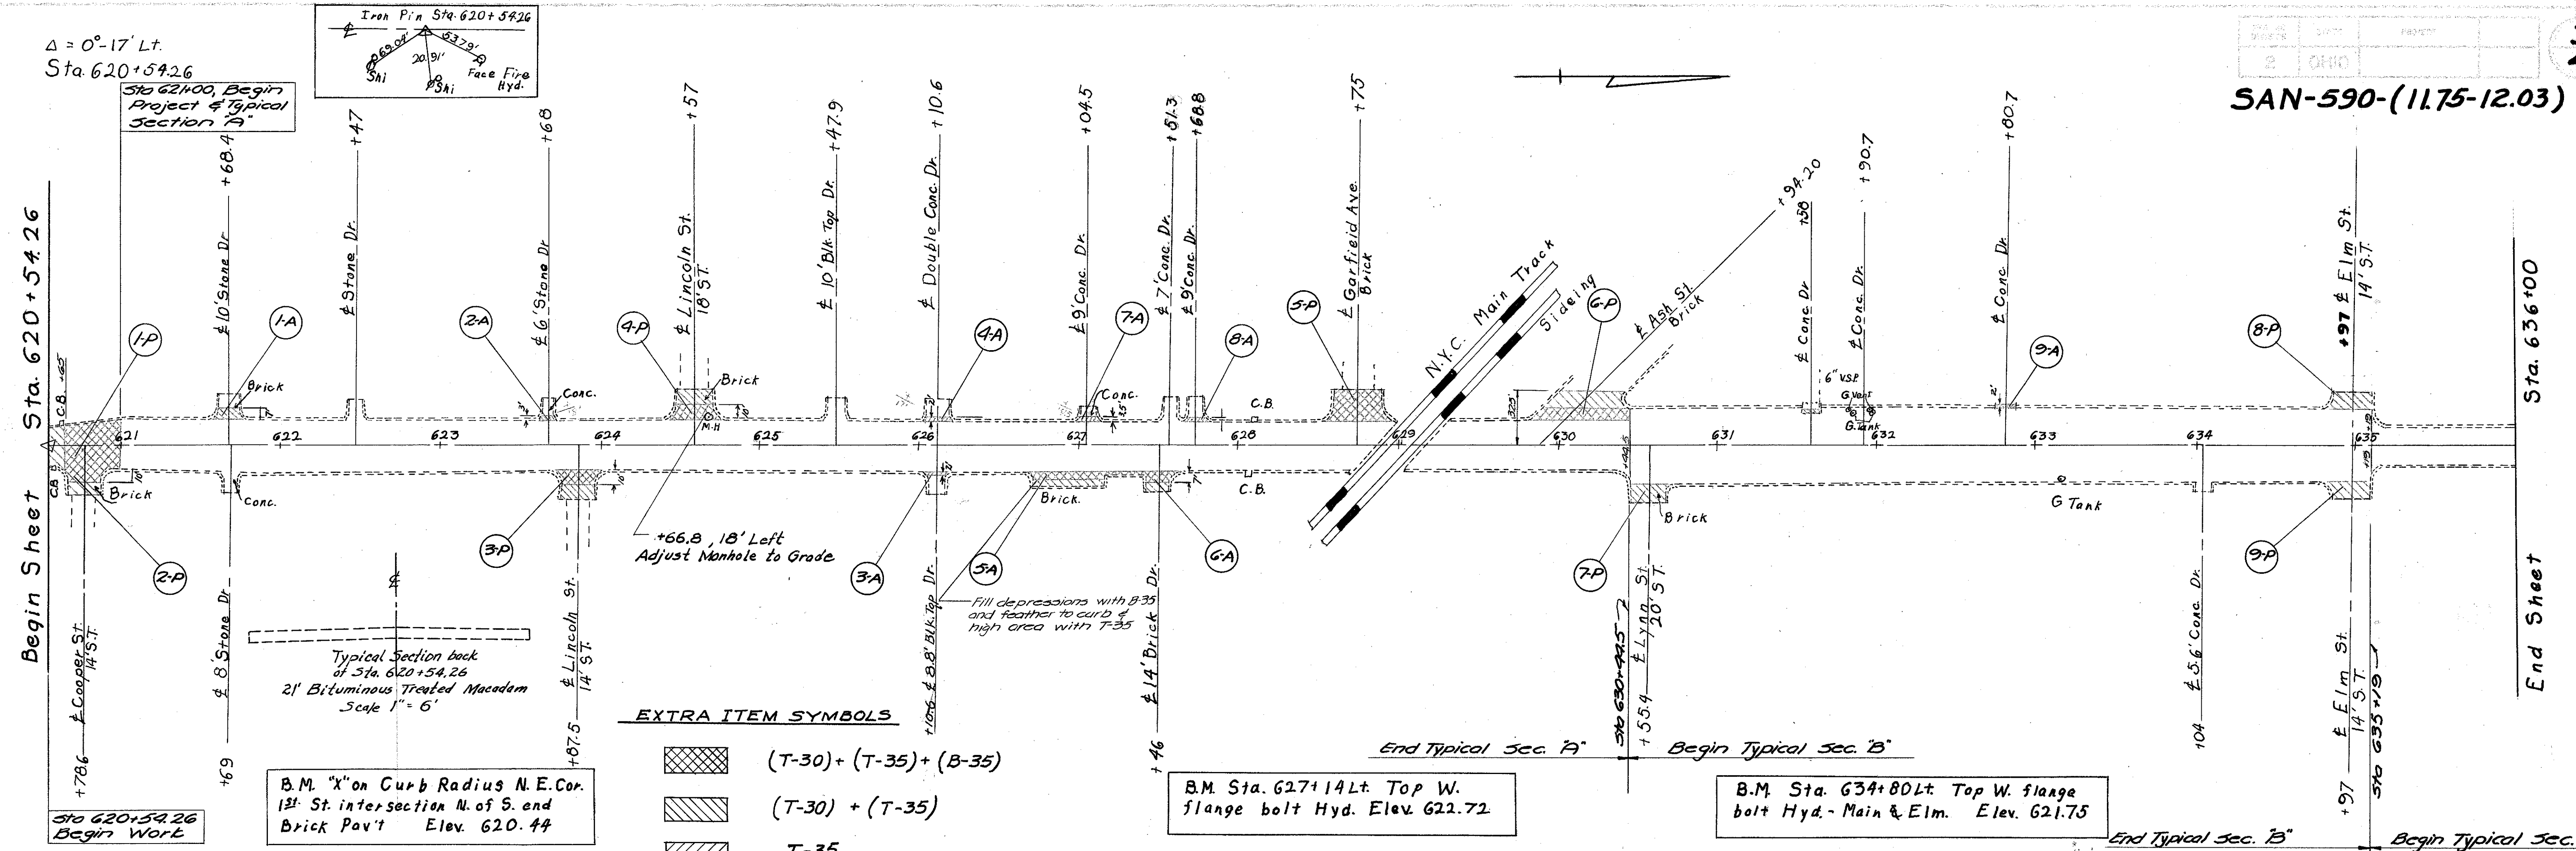 SAN-590-(11.75-12.03)
OHIO
Δ = 0°-17' Lt.
Sta. 620+54.26
Iron Pin Sta. 620+54.26
℄
69.04'
20.91'
53.79'
Shi
Shi
Face Fire
Hyd.
Sta 621+00, Begin
Project & Typical
Section "A"
Begin Sheet Sta. 620+54.26
C.B. +65
+68.4
℄ 10' Stone Dr.
+47
℄ Stone Dr.
+68
℄ 6' Stone Dr
+57
℄ Lincoln St.
18' S.T.
+47.9
℄ 10' Blk. Top Dr.
+10.6
℄ Double Conc. Dr.
+04.5
℄ 9' Conc. Dr.
+51.3
℄ 7' Conc. Dr.
+68.8
℄ 9' Conc. Dr.
+75
℄ Garfield Ave.
Brick
N.Y.C. Main Track
Sideing
+94.20
℄ Ash St.
Brick
+58
℄ Conc. Dr
+90.7
℄ Conc. Dr.
+80.7
℄ Conc. Dr.
+97 ℄ Elm St.
14' S.T.
1-P
1-A
2-A
4-P
4-A
7-A
8-A
5-P
6-P
9-A
8-P
Brick
Conc.
Brick
M.H
Conc.
C.B.
6" V.S.P.
G. Vent
G. Tank
621
622
623
624
625
626
627
628
629
630
631
632
633
634
635
C.B.
Brick
Conc.
Brick.
C.B.
Brick
G Tank
2-P
3-P
3-A
5-A
6-A
7-P
9-P
+66.8, 18' Left
Adjust Manhole to Grade
Fill depressions with B-35
and feather to curb &
high area with T-35
℄ Cooper St.
14' S.T.
+78.6
℄ 8' Stone Dr.
+69
℄
Typical Section back
of Sta. 620+54.26
21' Bituminous Treated Macadam
Scale 1" = 6'
℄ Lincoln St.
14' S.T.
+87.5
+10.6 ℄ 8.8' Blk. Top Dr.
℄ 14' Brick Dr.
+46
Sta 630+44.5
℄ Lynn St.
20' S.T.
+55.4
℄ 5.6' Conc. Dr.
+04
℄ Elm St.
14' S.T.
+97
Sta 635+19
End Sheet Sta. 636+00
EXTRA ITEM SYMBOLS
(T-30) + (T-35) + (B-35)
(T-30) + (T-35)
T-35
End Typical Sec. "A"
Begin Typical Sec. "B"
Sta 620+54.26
Begin Work
B.M. "X" on Curb Radius N.E. Cor.
1st. St. intersection N. of S. end
Brick Pav't Elev. 620.44
B.M. Sta. 627+14 Lt. Top W.
flange bolt Hyd. Elev. 622.72
B.M. Sta. 634+80 Lt. Top W. flange
bolt Hyd. - Main & Elm. Elev. 621.75
End Typical Sec. "B"
Begin Typical Sec.